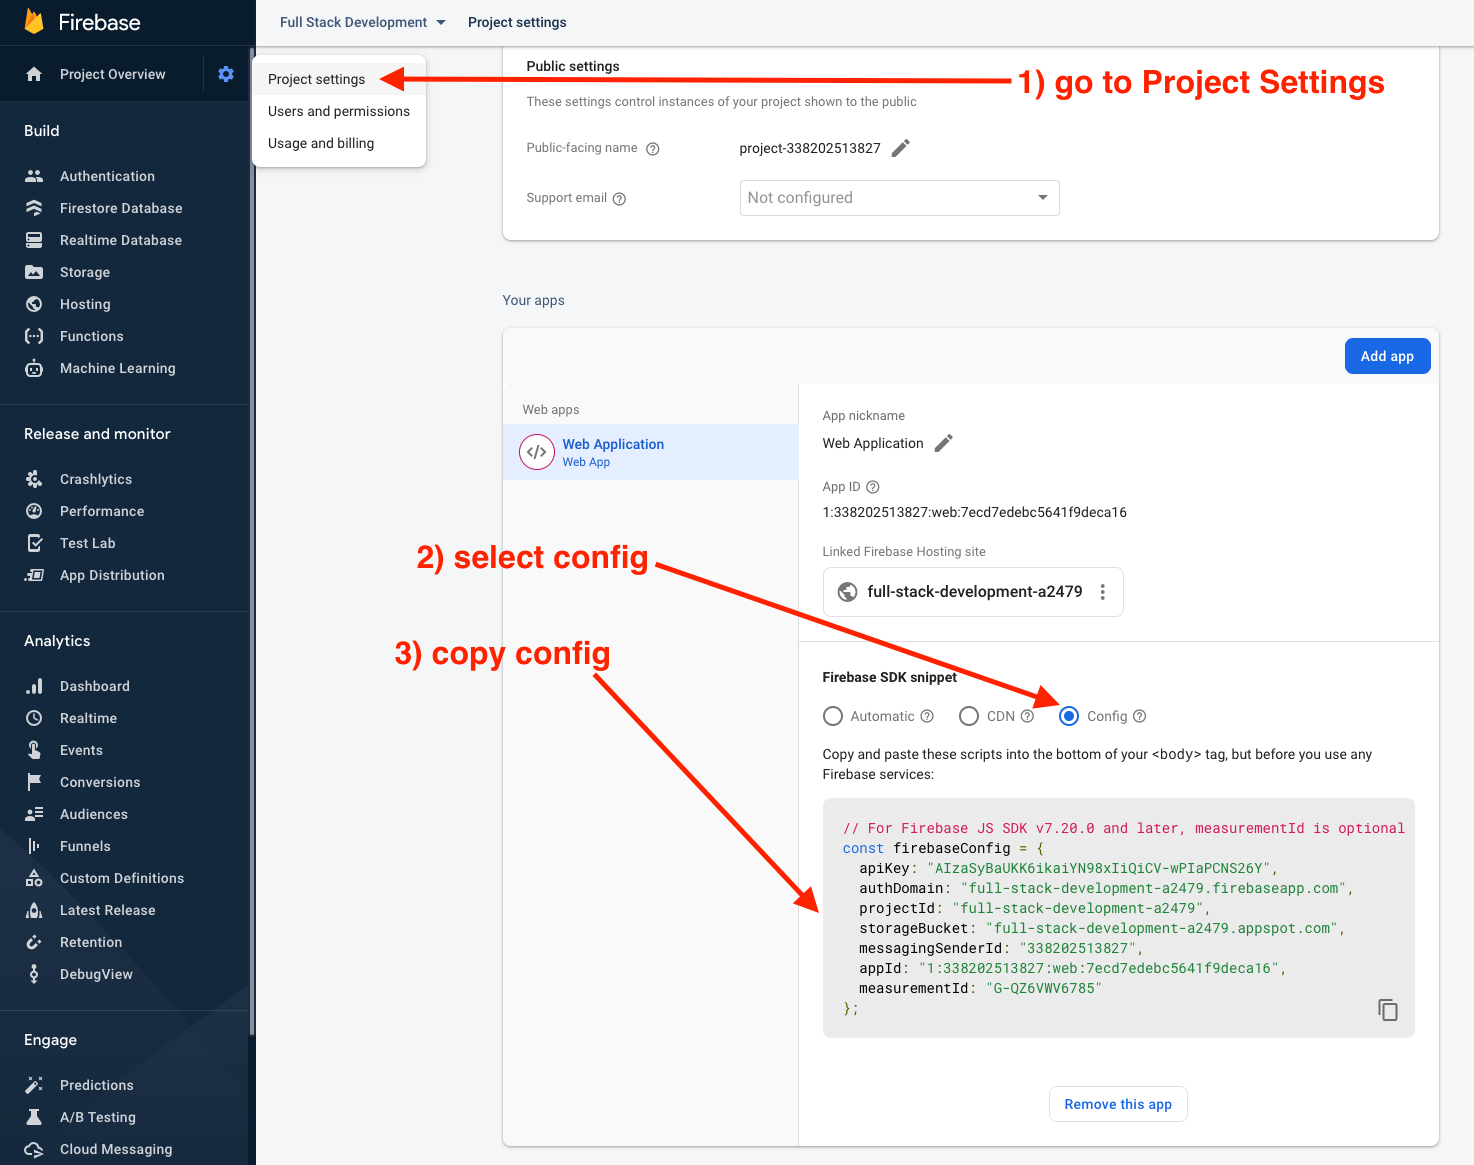 Firebase
Full Stack Development
Project settings
Project Overview
Project settings
Users and permissions
Usage and billing
1) go to Project Settings
Build
Authentication
Firestore Database
Realtime Database
Storage
Hosting
Functions
Machine Learning
Release and monitor
Crashlytics
Performance
Test Lab
App Distribution
Analytics
Dashboard
Realtime
Events
Conversions
Audiences
Funnels
Custom Definitions
Latest Release
Retention
DebugView
Engage
Predictions
A/B Testing
Cloud Messaging
Public settings
These settings control instances of your project shown to the public
Public-facing name
project-338202513827
Support email
Not configured
Your apps
Add app
Web apps
Web Application
Web App
App nickname
Web Application
App ID
1:338202513827:web:7ecd7edebc5641f9deca16
Linked Firebase Hosting site
full-stack-development-a2479
2) select config
3) copy config
Firebase SDK snippet
Automatic
CDN
Config
Copy and paste these scripts into the bottom of your <body> tag, but before you use any
Firebase services:
// For Firebase JS SDK v7.20.0 and later, measurementId is optional
const firebaseConfig = {
apiKey: "AIzaSyBaUKK6ikaiYN98xIiQiCV-wPIaPCNS26Y",
authDomain: "full-stack-development-a2479.firebaseapp.com",
projectId: "full-stack-development-a2479",
storageBucket: "full-stack-development-a2479.appspot.com",
messagingSenderId: "338202513827",
appId: "1:338202513827:web:7ecd7edebc5641f9deca16",
measurementId: "G-QZ6VWV6785"
};
Remove this app